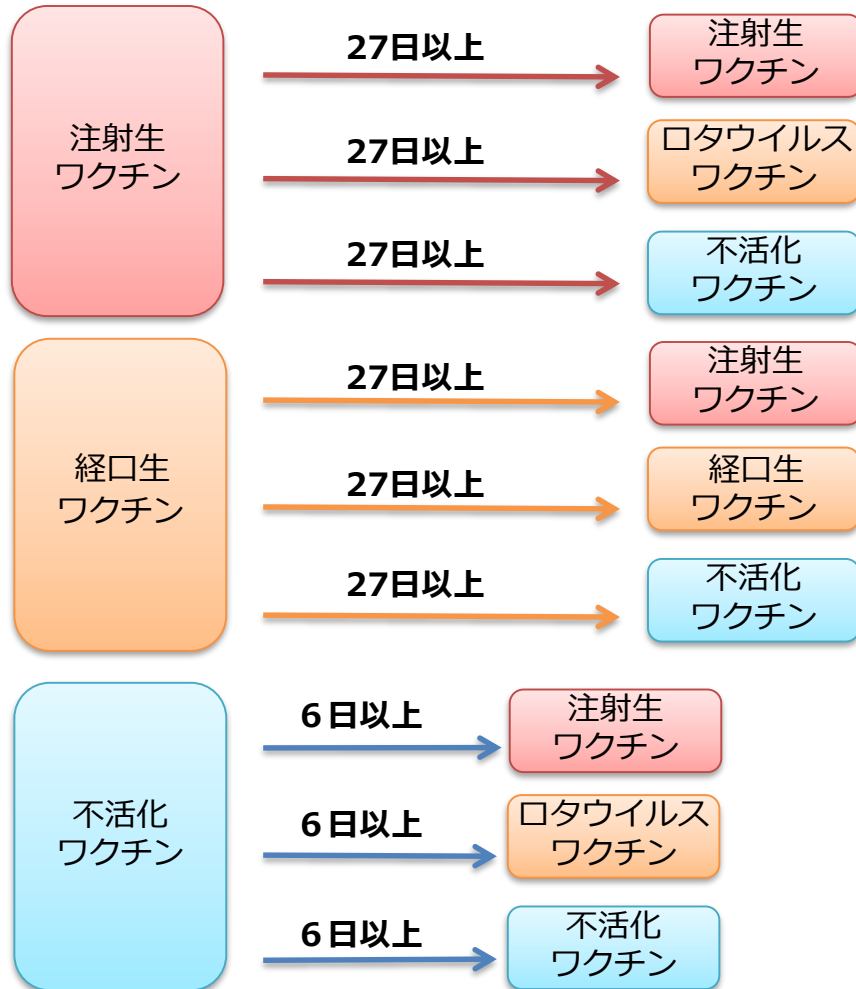 注射生
ワクチン
27日以上
注射生
ワクチン
27日以上
ロタウイルス
ワクチン
27日以上
不活化
ワクチン
経口生
ワクチン
27日以上
注射生
ワクチン
27日以上
経口生
ワクチン
27日以上
不活化
ワクチン
不活化
ワクチン
６日以上
注射生
ワクチン
６日以上
ロタウイルス
ワクチン
６日以上
不活化
ワクチン